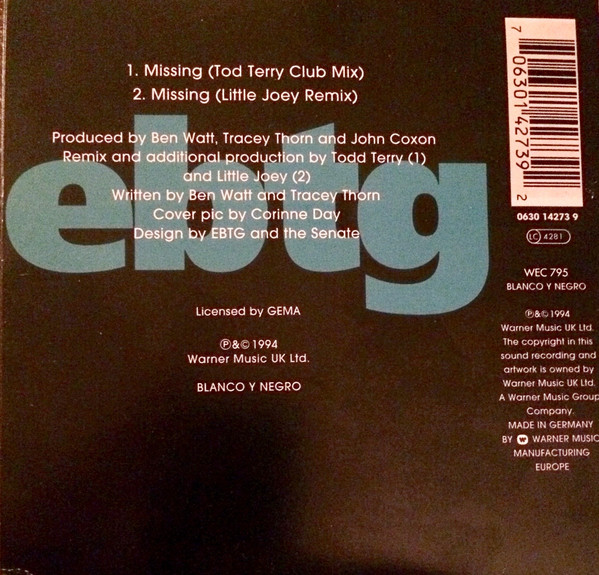 1. Missing (Tod Terry Club Mix)
2. Missing (Little Joey Remix)
Produced by Ben Watt, Tracey Thorn and John Coxon
Remix and additional production by Todd Terry (1)
and Little Joey (2)
Written by Ben Watt and Tracey Thorn
Cover pic by Corinne Day
Design by EBTG and the Senate
ebtg
Licensed by GEMA
℗&© 1994
Warner Music UK Ltd.
BLANCO Y NEGRO
7 06301 42739 2
0630 14273 9
LC 4281
WEC 795
BLANCO Y NEGRO
℗&© 1994
Warner Music UK Ltd.
The copyright in this
sound recording and
artwork is owned by
Warner Music UK Ltd.
A Warner Music Group
Company.
MADE IN GERMANY
BY WARNER MUSIC
MANUFACTURING
EUROPE